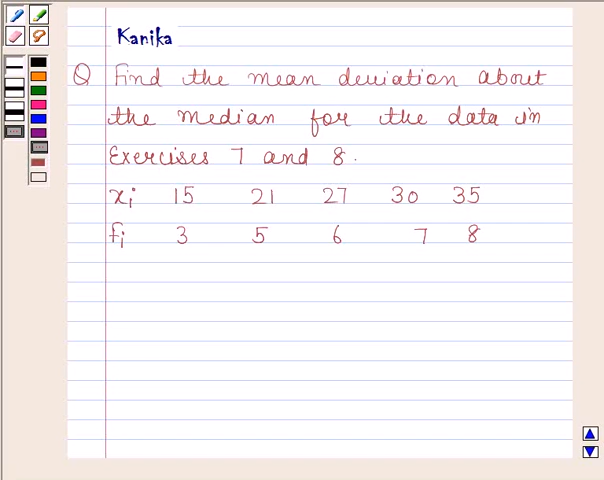 Kanika
Q Find the mean deviation about
the median for the data in
Exercises 7 and 8.
xi 15 21 27 30 35
fi 3 5 6 7 8